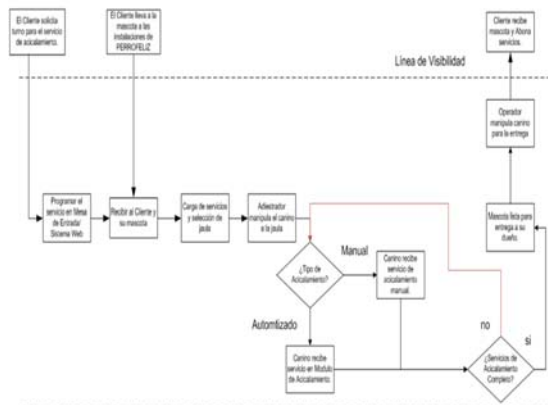 El Cliente solicita
turno para el servicio
de acicalamiento.
El Cliente lleva a la
mascota a las
instalaciones de
PERROFELIZ
Cliente recibe
mascota y Abona
servicios.
Línea de Visibilidad
Operador
manipula canino
para la entrega
Programar el
servicio en Mesa
de Entrada/
Sistema Web
Recibir al Cliente y
su mascota
Carga de servicios
y selección de
jaula
Adiestrador
manipula el canino
a la jaula
Mascota lista para
entrega a su
dueño.
¿Tipo de
Acicalamiento?
Manual
Canino recibe
servicio de
acicalamiento
manual.
Automtizado
no
si
Canino recibe
servicio en Modulo
de Acicalamiento.
¿Servicios de
Acicalamiento
Completo?